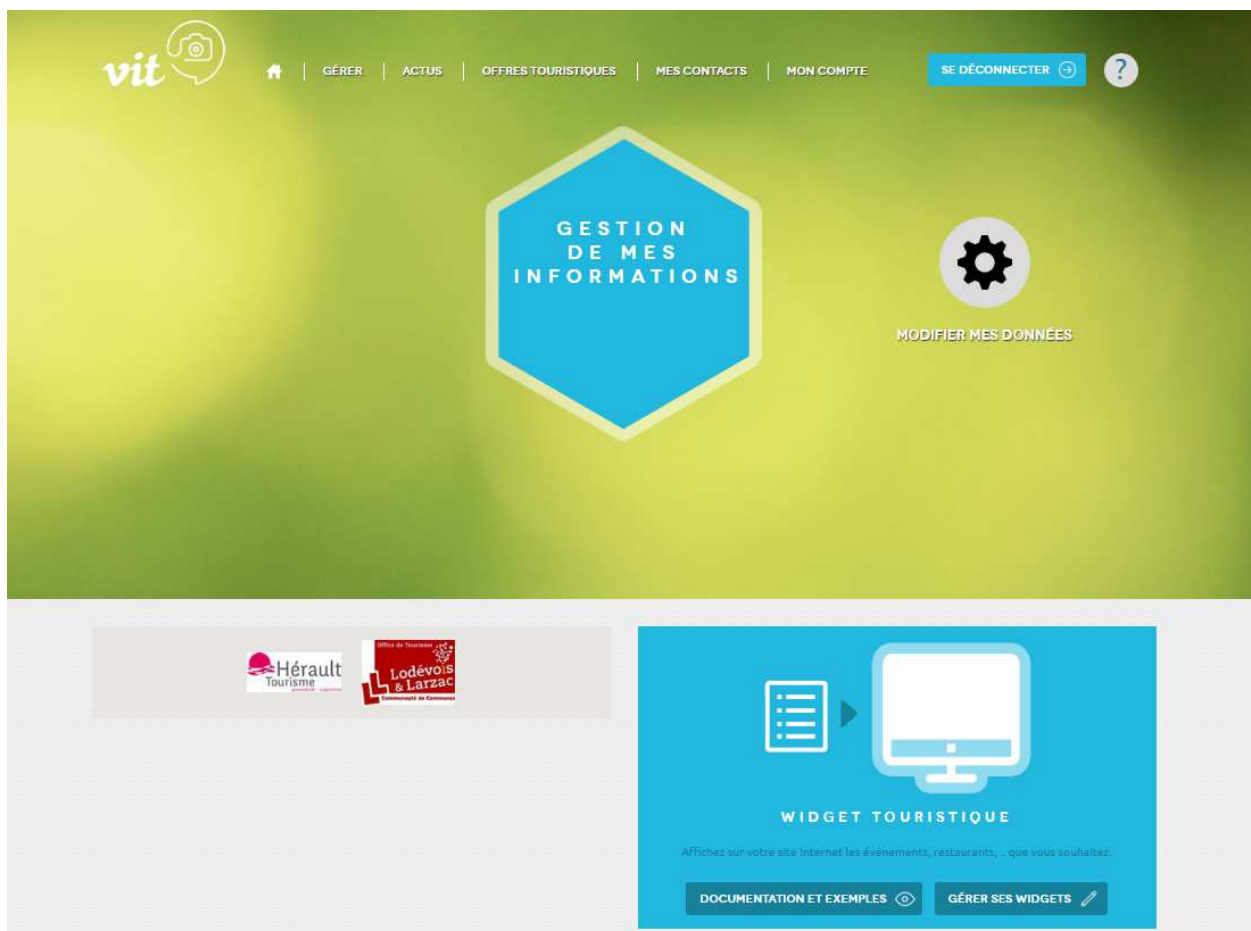 vit
GÉRER
ACTUS
OFFRES TOURISTIQUES
MES CONTACTS
MON COMPTE
SE DÉCONNECTER
?
GESTION
DE MES
INFORMATIONS
MODIFIER MES DONNÉES
Hérault
Tourisme
Office de Tourisme
Lodévois
& Larzac
Communauté de Communes
WIDGET TOURISTIQUE
Affichez sur votre site Internet les évènements, restaurants, .. que vous souhaitez.
DOCUMENTATION ET EXEMPLES
GÉRER SES WIDGETS